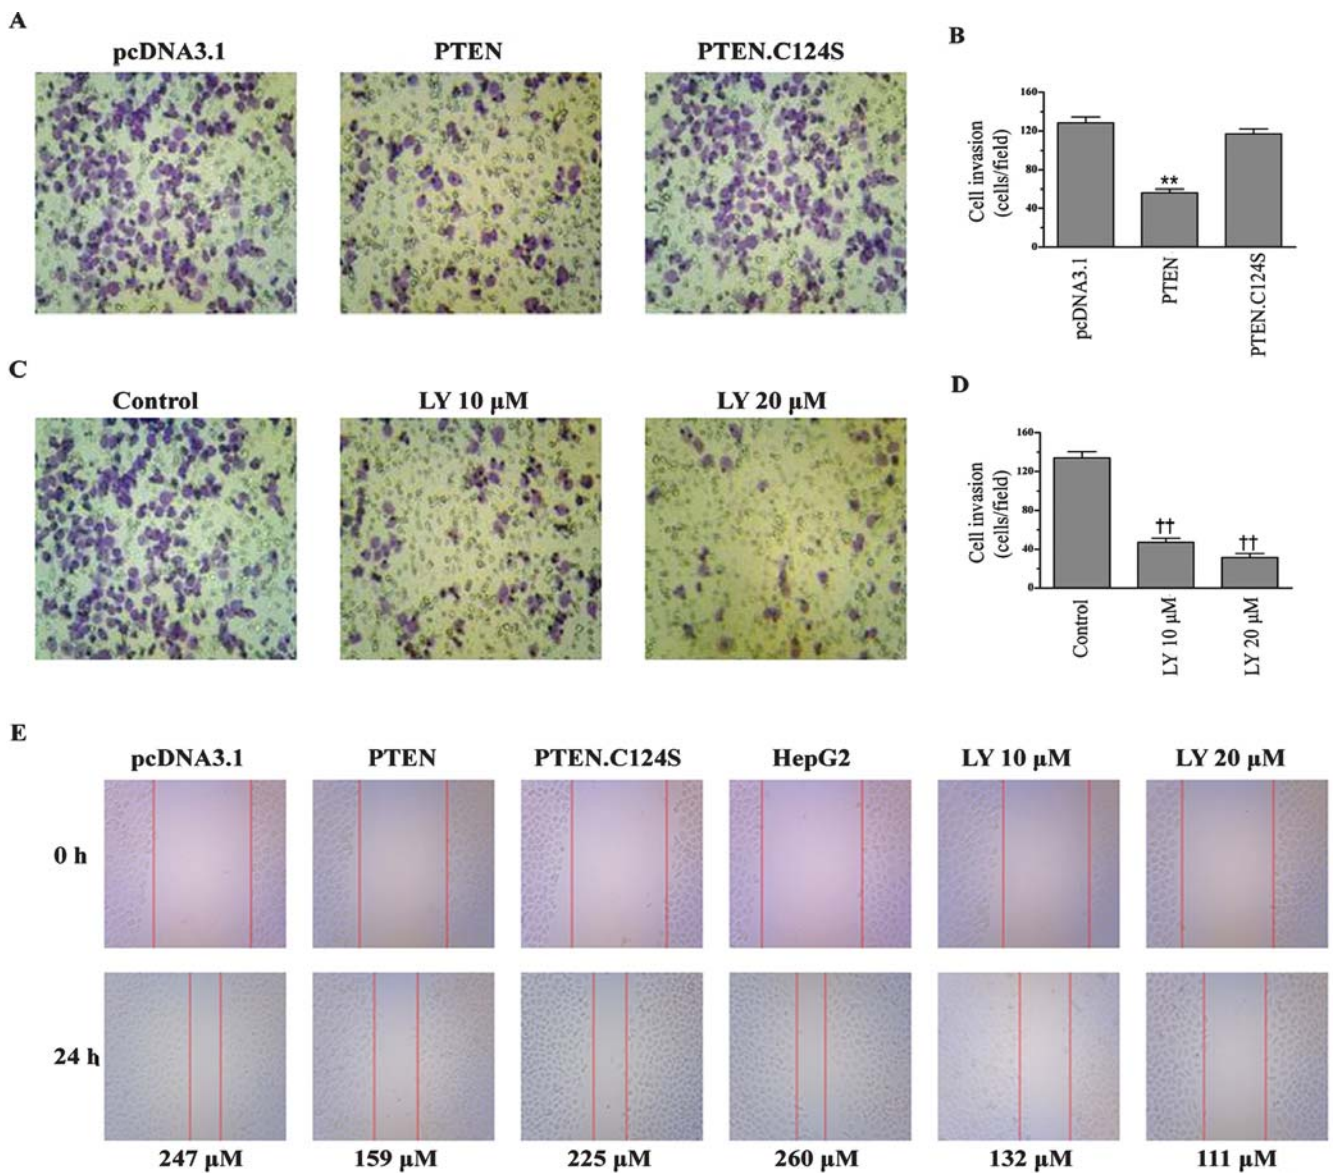 A
pcDNA3.1 PTEN PTEN.C124S
B
160
120
80
40
0
Cell invasion
(cells/field)
**
pcDNA3.1
PTEN
PTEN.C124S
C
Control LY 10 µM LY 20 µM
D
160
120
80
40
0
Cell invasion
(cells/field)
††
††
Control
LY 10 µM
LY 20 µM
E
pcDNA3.1 PTEN PTEN.C124S HepG2 LY 10 µM LY 20 µM
0 h
24 h
247 µM 159 µM 225 µM 260 µM 132 µM 111 µM